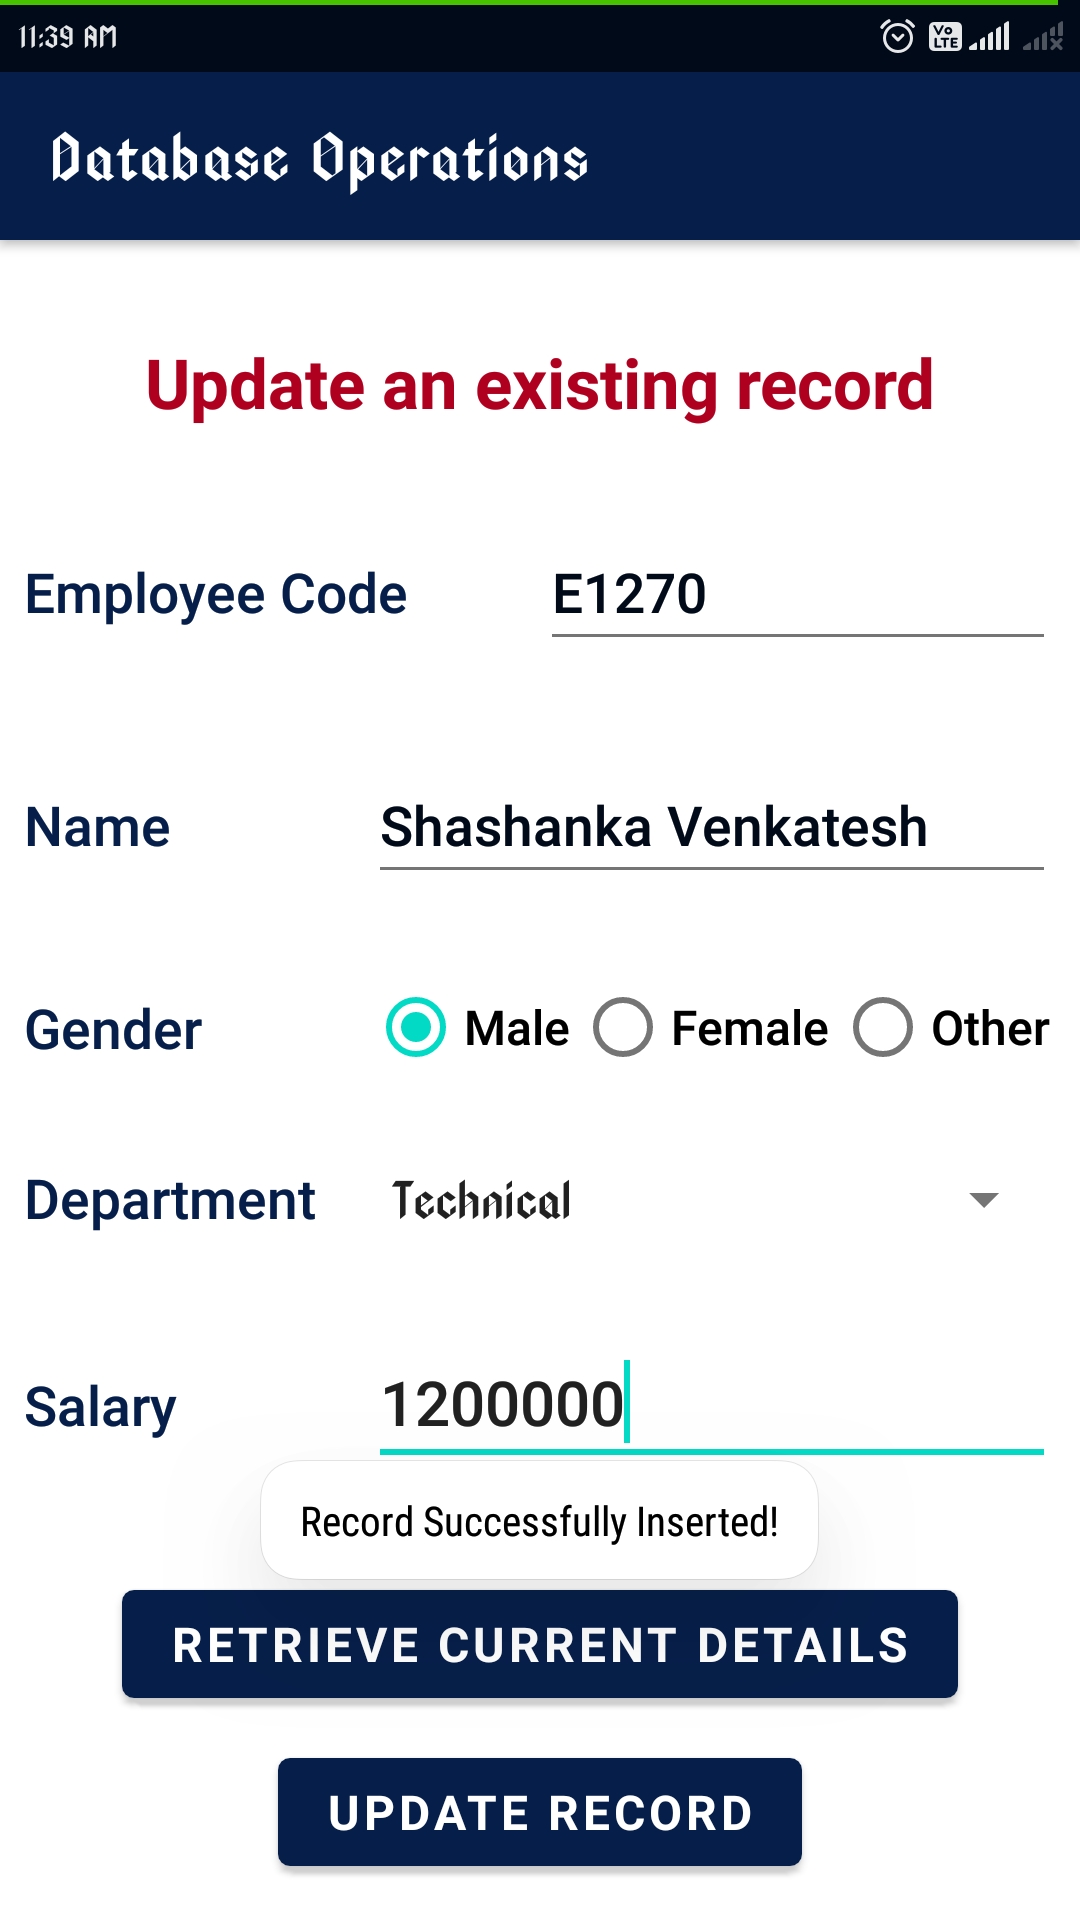 11:39 AM
Vo LTE
Database Operations
Update an existing record
Employee Code E1270
Name Shashanka Venkatesh
Gender Male Female Other
Department Technical
Salary 1200000
Record Successfully Inserted!
RETRIEVE CURRENT DETAILS
UPDATE RECORD